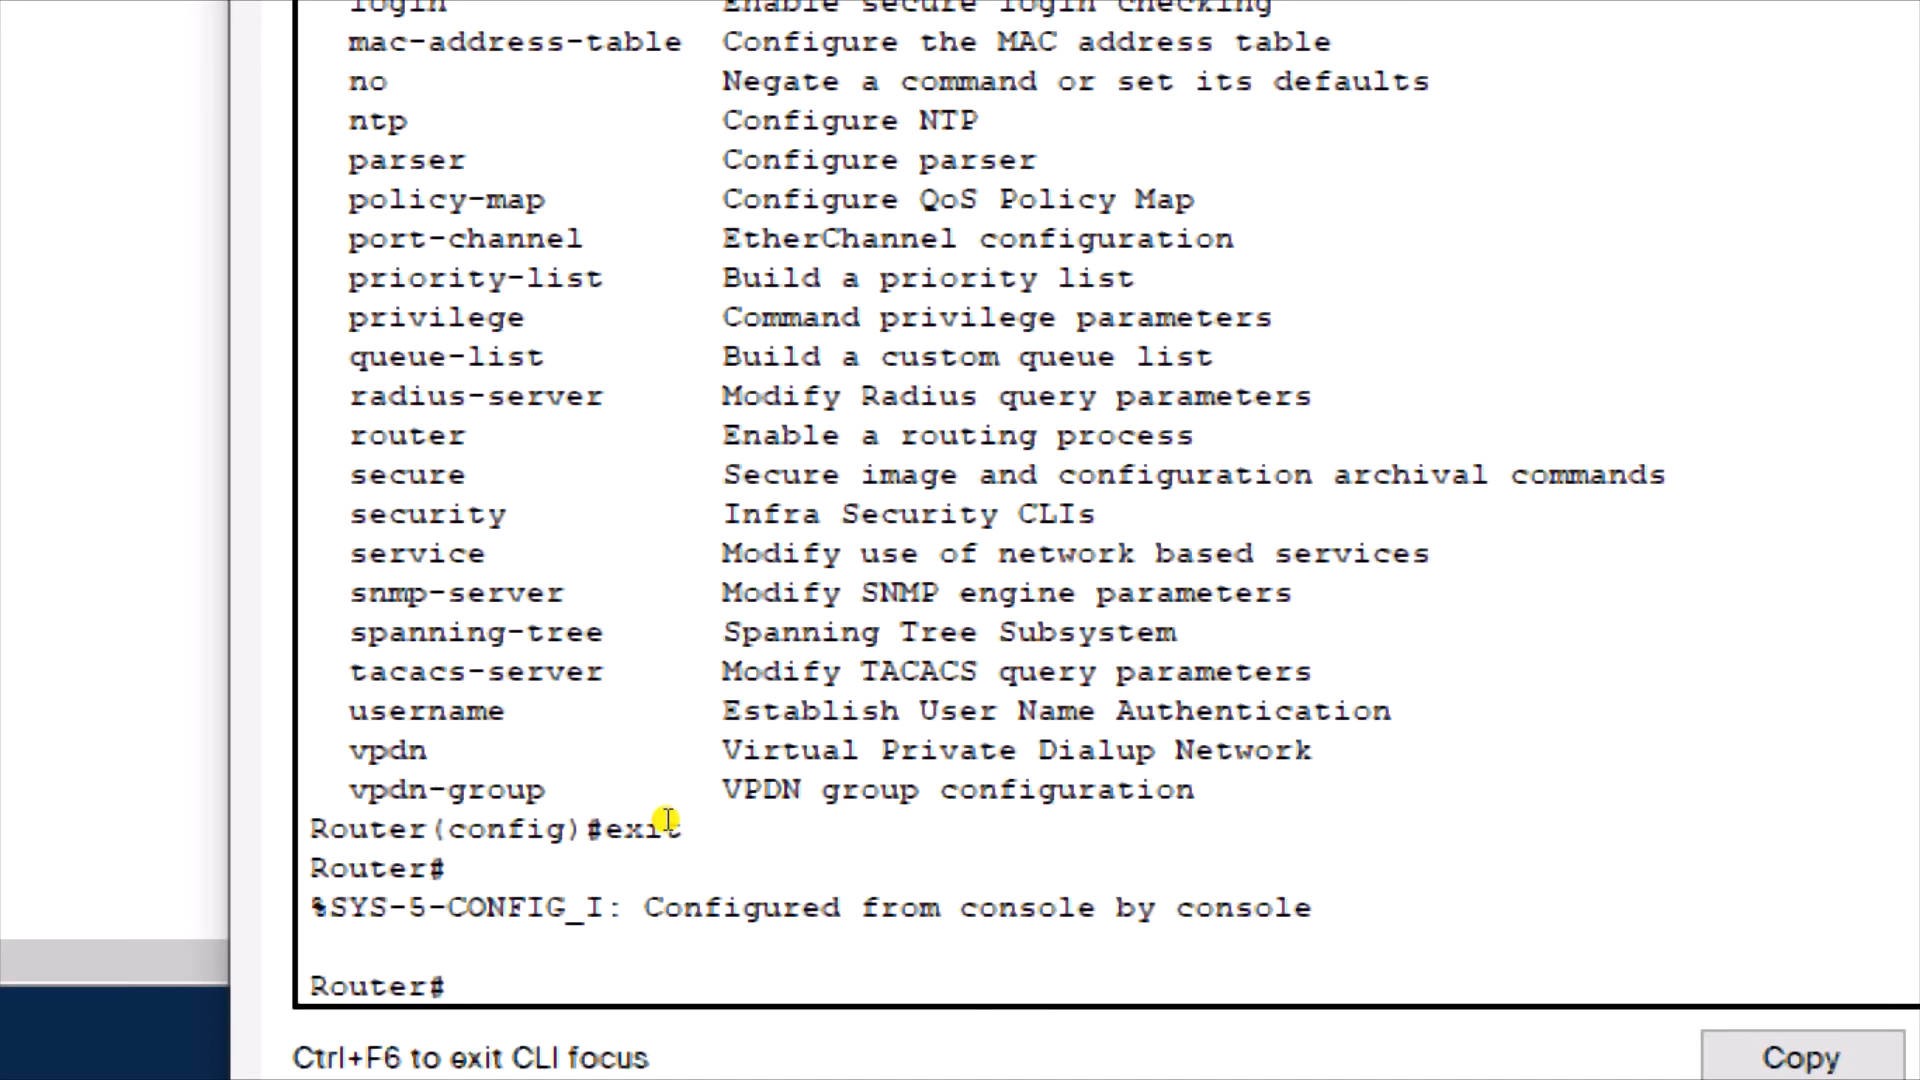 login Enable secure login checking
mac-address-table Configure the MAC address table
no Negate a command or set its defaults
ntp Configure NTP
parser Configure parser
policy-map Configure QoS Policy Map
port-channel EtherChannel configuration
priority-list Build a priority list
privilege Command privilege parameters
queue-list Build a custom queue list
radius-server Modify Radius query parameters
router Enable a routing process
secure Secure image and configuration archival commands
security Infra Security CLIs
service Modify use of network based services
snmp-server Modify SNMP engine parameters
spanning-tree Spanning Tree Subsystem
tacacs-server Modify TACACS query parameters
username Establish User Name Authentication
vpdn Virtual Private Dialup Network
vpdn-group VPDN group configuration
Router(config)#exit
Router#
%SYS-5-CONFIG_I: Configured from console by console
Router#
Ctrl+F6 to exit CLI focus
Copy